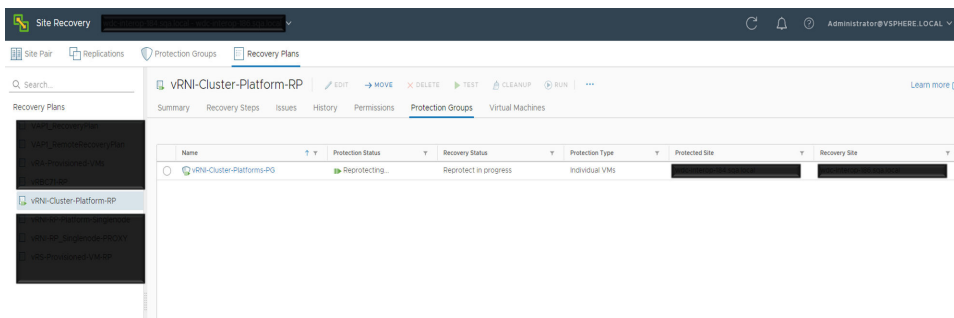 Site Recovery
Administrator@VSPHERE.LOCAL
Site Pair Replications Protection Groups Recovery Plans
Search...
vRNI-Cluster-Platform-RP EDIT MOVE DELETE TEST CLEANUP RUN ... Learn more
Recovery Plans
Summary Recovery Steps Issues History Permissions Protection Groups Virtual Machines
Name Protection Status Recovery Status Protection Type Protected Site Recovery Site
vRNI-Cluster-Platforms-PG Reprotecting... Reprotect in progress Individual VMs
vRNI-Cluster-Platform-RP